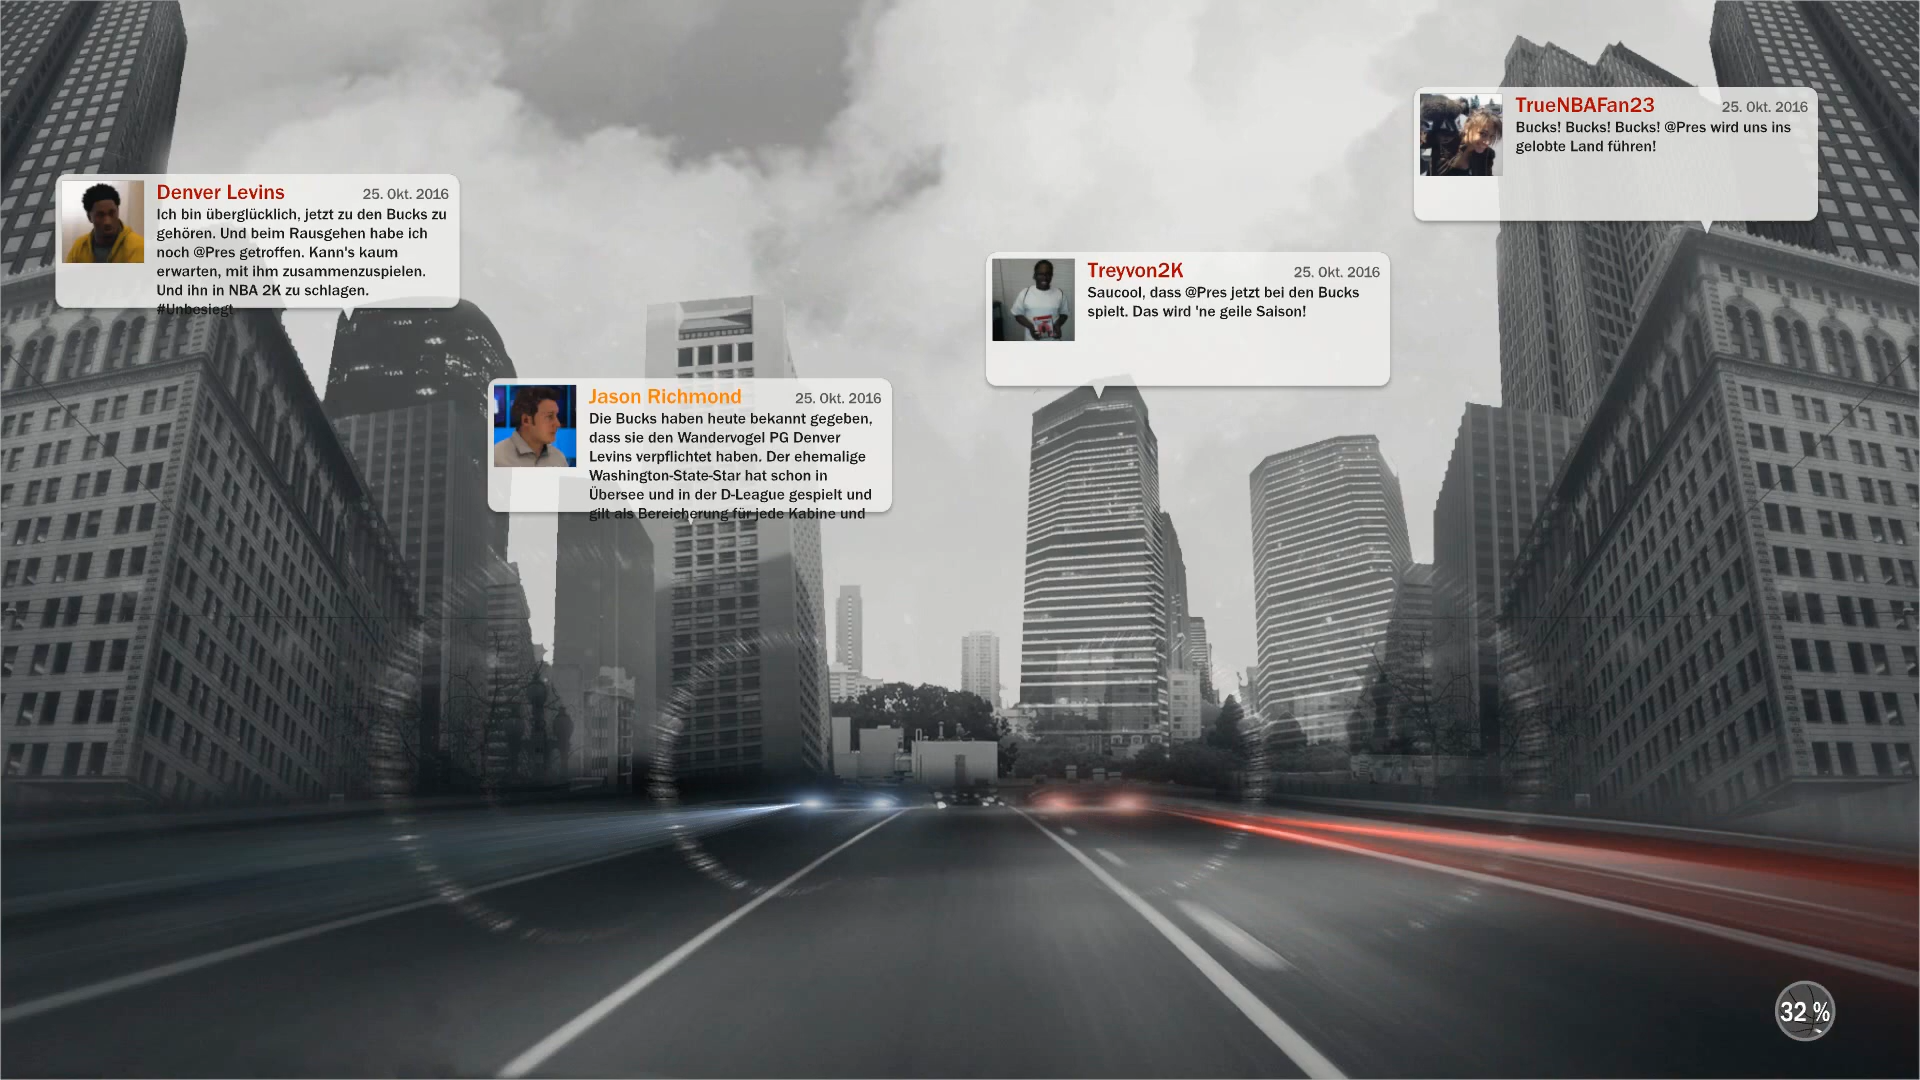 Denver Levins
25. Okt. 2016
Ich bin überglücklich, jetzt zu den Bucks zu
gehören. Und beim Rausgehen habe ich
noch @Pres getroffen. Kann's kaum
erwarten, mit ihm zusammenzuspielen.
Und ihn in NBA 2K zu schlagen.
#Unbesiegt
Jason Richmond
25. Okt. 2016
Die Bucks haben heute bekannt gegeben,
dass sie den Wandervogel PG Denver
Levins verpflichtet haben. Der ehemalige
Washington-State-Star hat schon in
Übersee und in der D-League gespielt und
gilt als Bereicherung für jede Kabine und
Treyvon2K
25. Okt. 2016
Saucool, dass @Pres jetzt bei den Bucks
spielt. Das wird 'ne geile Saison!
TrueNBAFan23
25. Okt. 2016
Bucks! Bucks! Bucks! @Pres wird uns ins
gelobte Land führen!
32 %